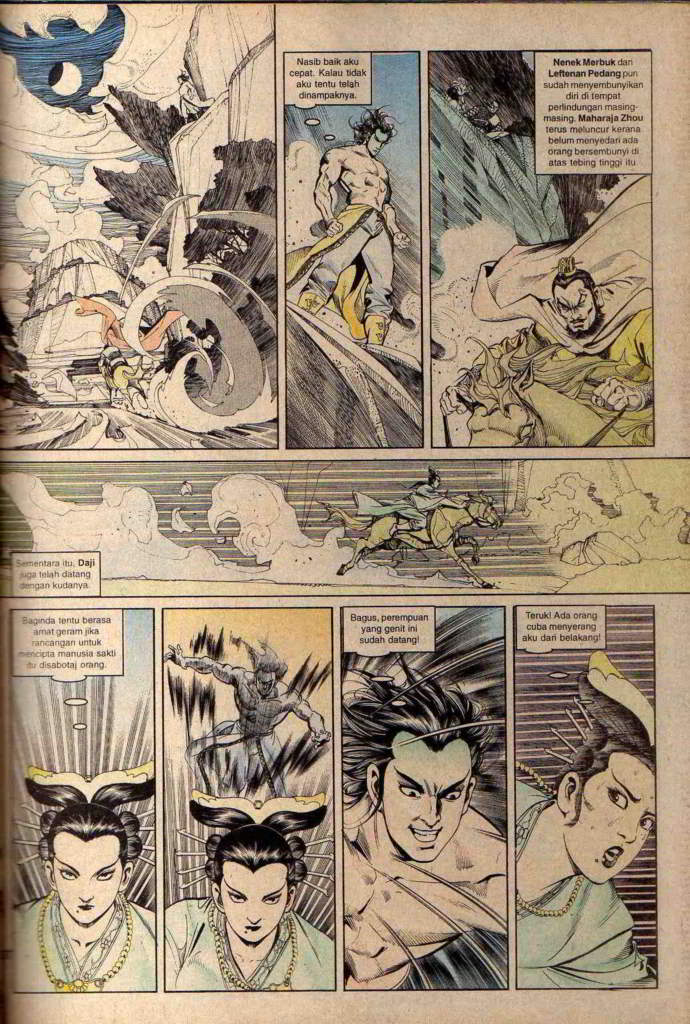 Nasib baik aku
cepat. Kalau tidak
aku tentu telah
dinampaknya.
Nenek Merbuk dan
Leftenan Pedang pun
sudah menyembunyikan
diri di tempat
perlindungan masing-
masing. Maharaja Zhou
terus meluncur kerana
belum menyedari ada
orang bersembunyi di
atas tebing tinggi itu.
Sementara itu, Daji
juga telah datang
dengan kudanya.
Baginda tentu berasa
amat geram jika
rancangan untuk
mencipta manusia sakti
itu disabotaj orang.
Bagus, perempuan
yang genit ini
sudah datang!
Teruk! Ada orang
cuba menyerang
aku dari belakang!